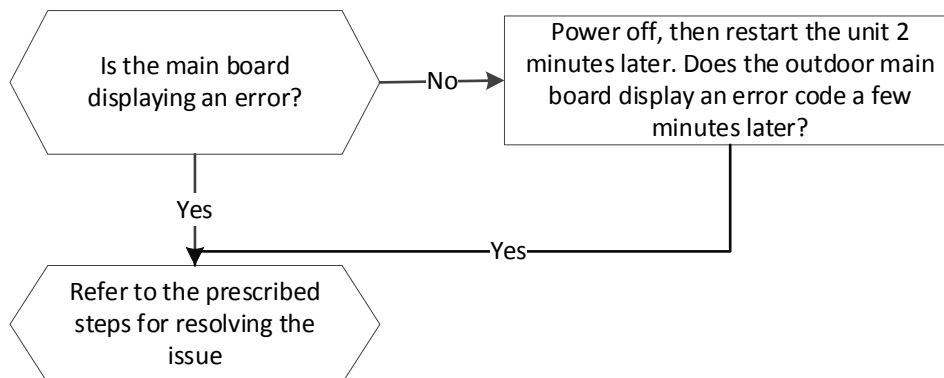 Is the main board
displaying an error?
No
Power off, then restart the unit 2
minutes later. Does the outdoor main
board display an error code a few
minutes later?
Yes
Yes
Refer to the prescribed
steps for resolving the
issue